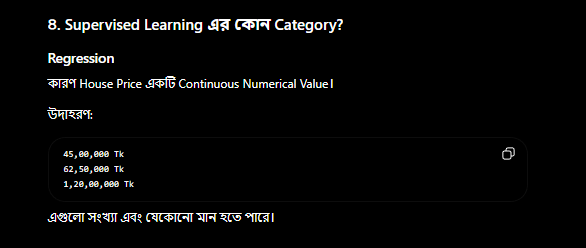 8. Supervised Learning এর কোন Category?
Regression
কারণ House Price একটি Continuous Numerical Value।
উদাহরণ:
45,00,000 Tk
62,50,000 Tk
1,20,00,000 Tk
এগুলো সংখ্যা এবং যেকোনো মান হতে পারে।